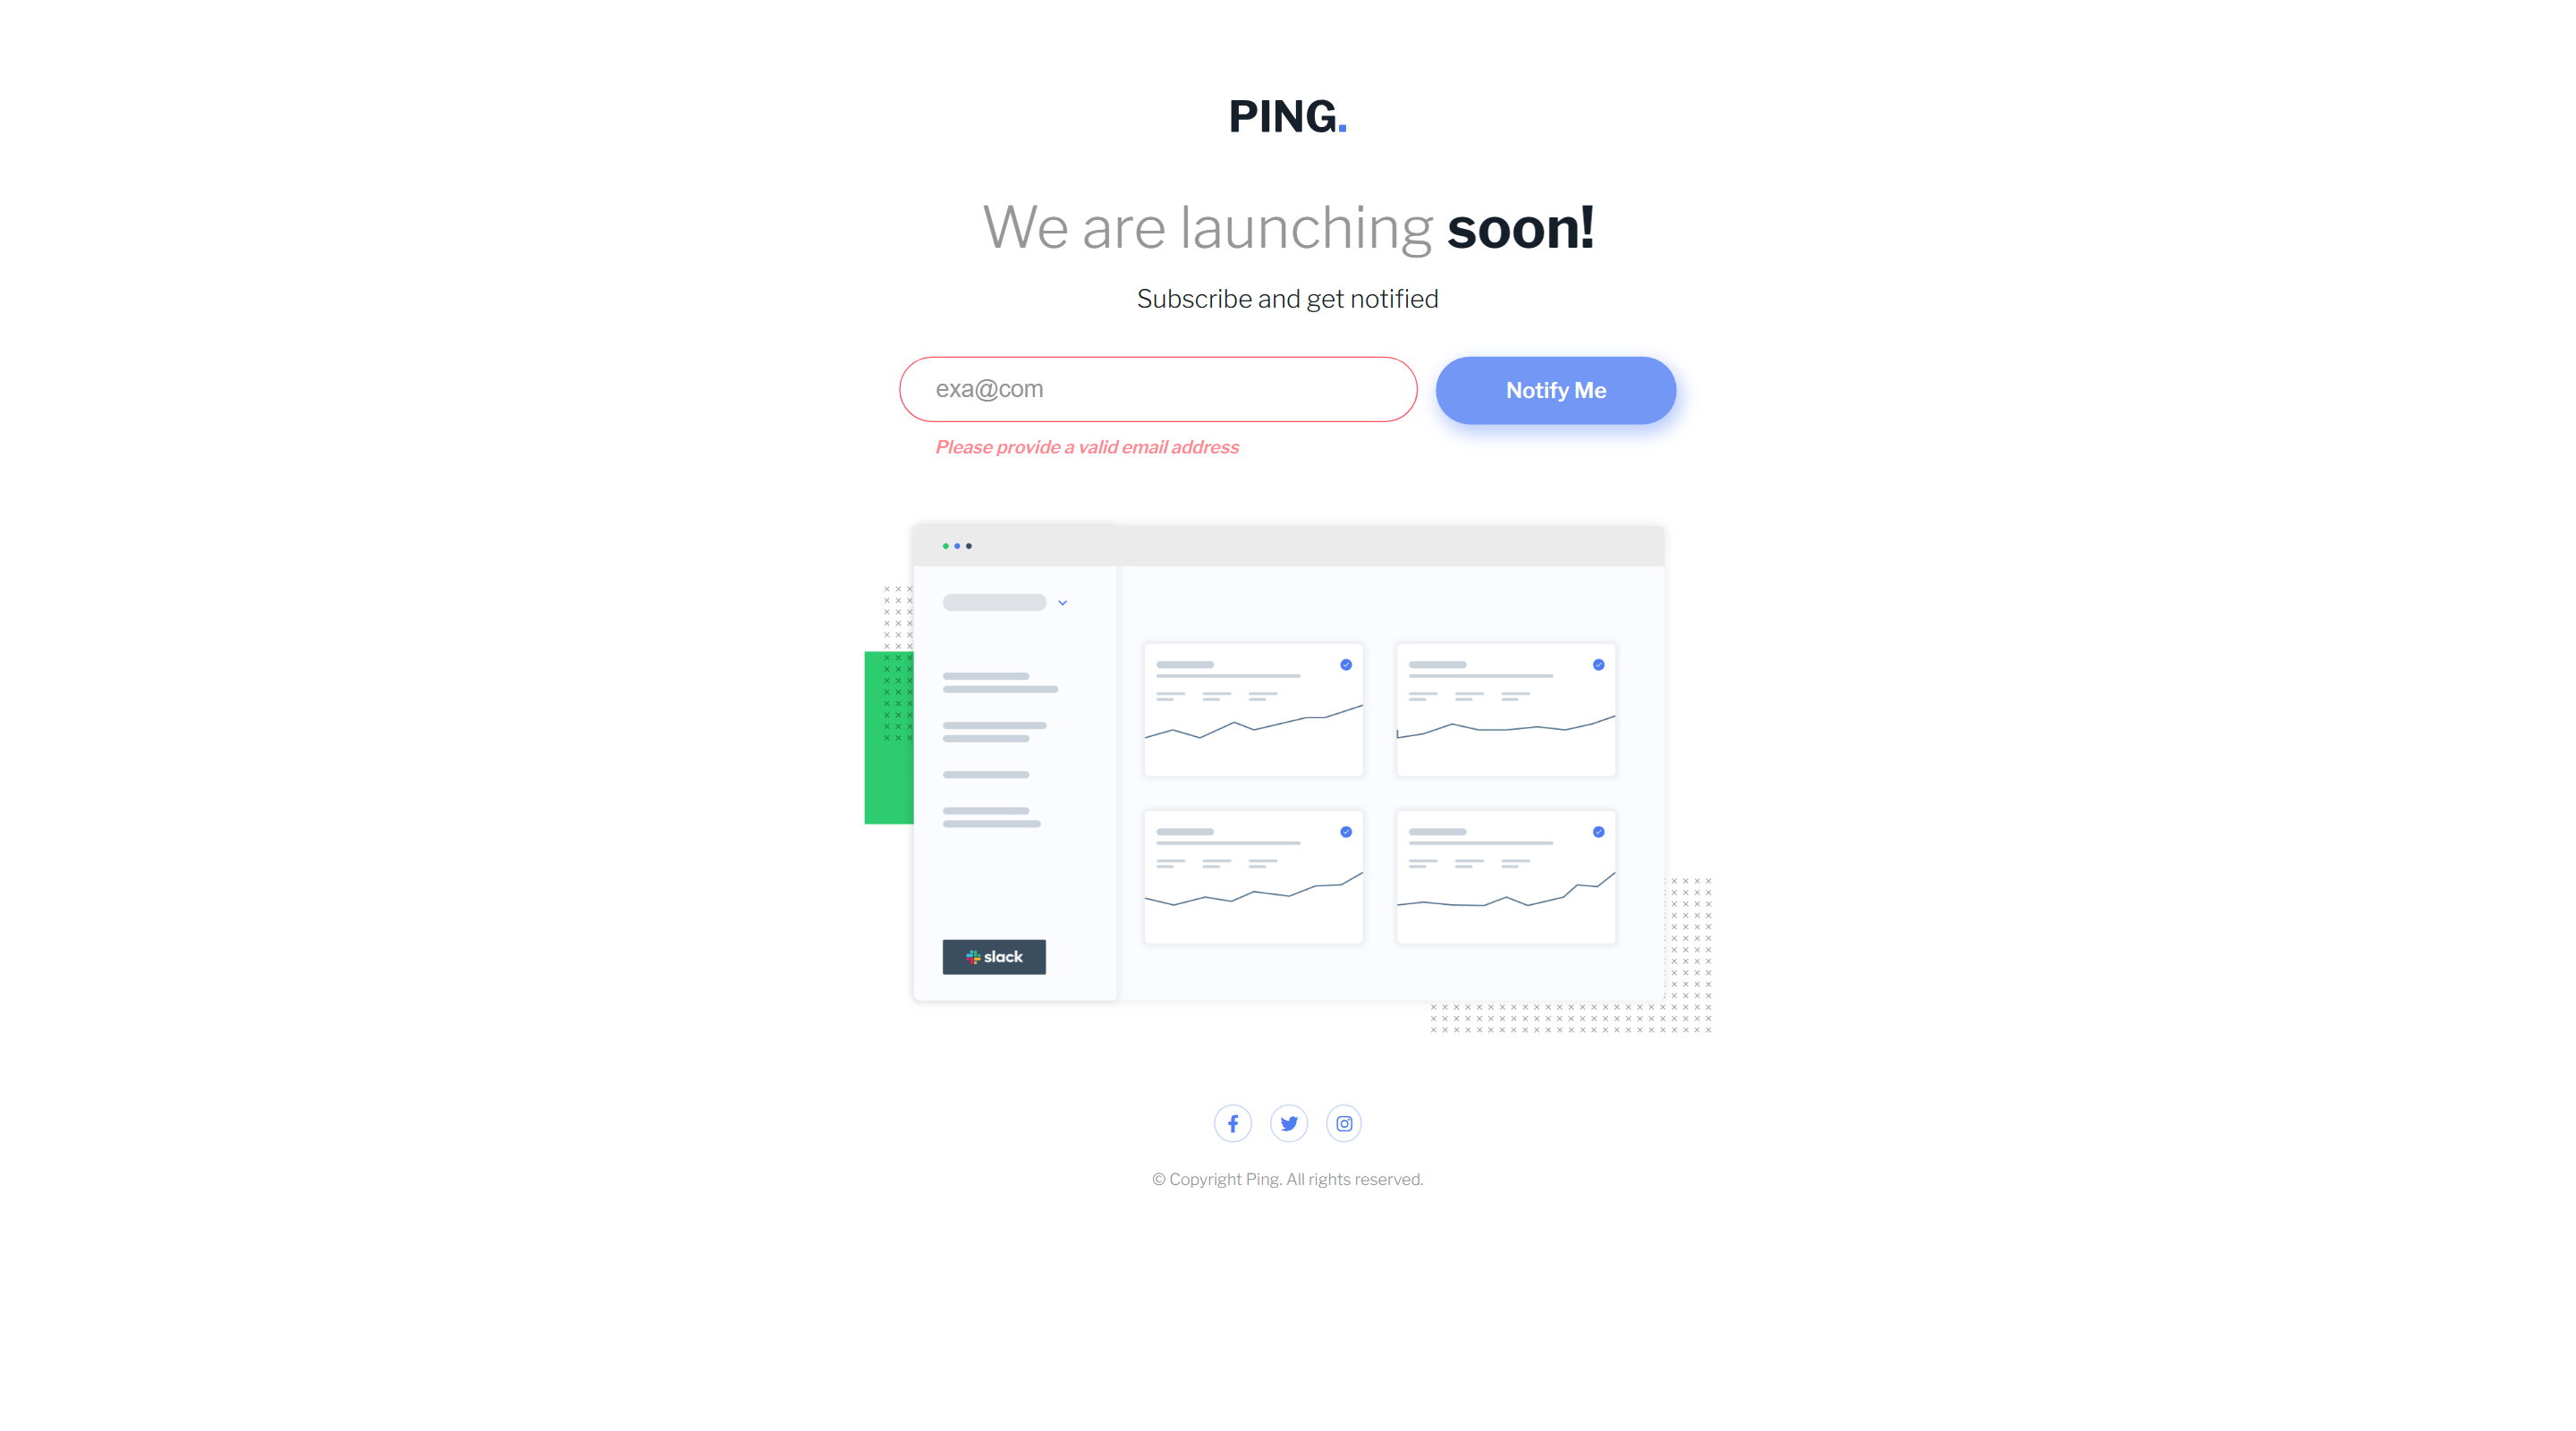 PING.
We are launching soon!
Subscribe and get notified
exa@com
Notify Me
Please provide a valid email address
slack
© Copyright Ping. All rights reserved.